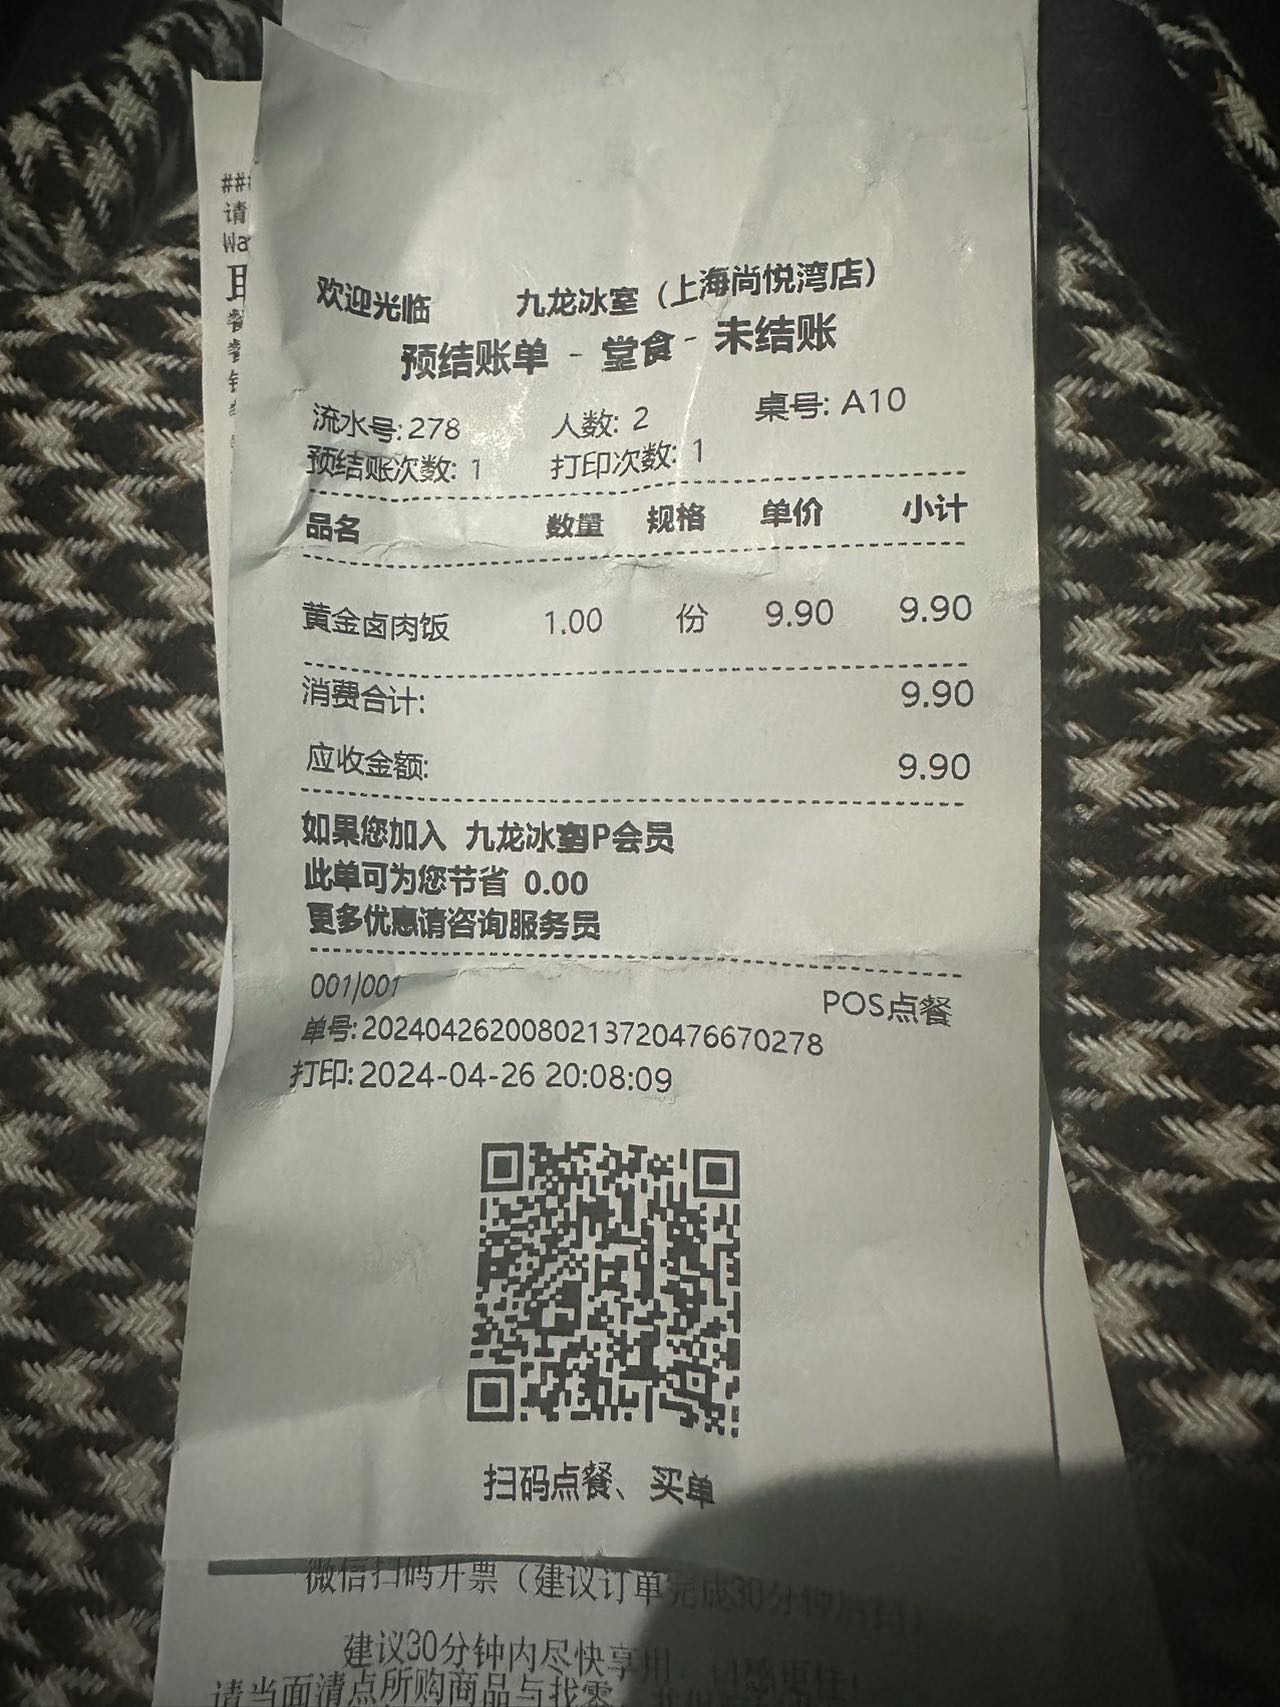 ##
请
Wa
欢迎光临 九龙冰室（上海尚悦湾店）
预结账单 - 堂食 - 未结账
流水号: 278 人数: 2 桌号: A10
预结账次数: 1 打印次数: 1
品名 数量 规格 单价 小计
黄金卤肉饭 1.00 份 9.90 9.90
消费合计: 9.90
应收金额: 9.90
如果您加入 九龙冰室IP会员
此单可为您节省 0.00
更多优惠请咨询服务员
001/001 POS点餐
单号: 2024042620080213720476670278
打印: 2024-04-26 20:08:09
扫码点餐、买单
微信扫码开票（建议订单完成30分钟后扫）
建议30分钟内尽快享用，口感更佳！
请当面清点所购商品与找零